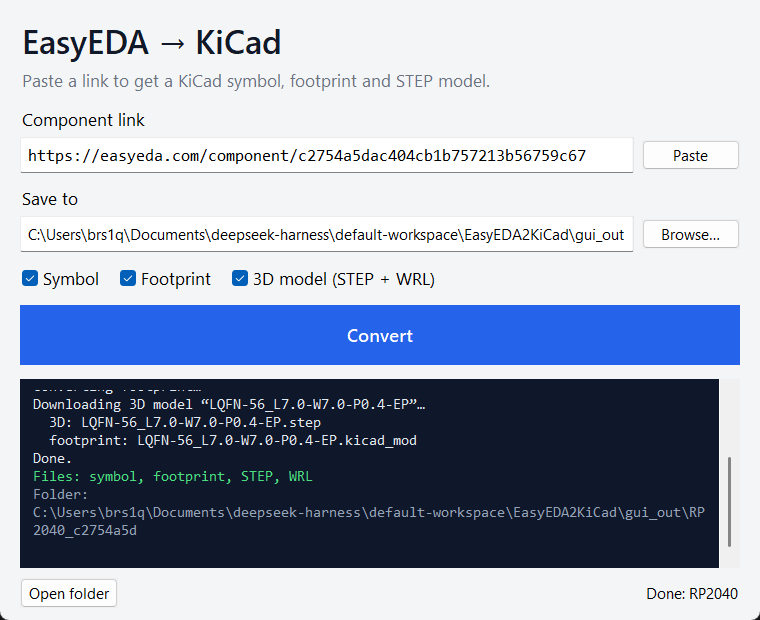 EasyEDA → KiCad
Paste a link to get a KiCad symbol, footprint and STEP model.
Component link
https://easyeda.com/component/c2754a5dac404cb1b757213b56759c67
Paste
Save to
C:\Users\brs1q\Documents\deepseek-harness\default-workspace\EasyEDA2KiCad\gui_out
Browse...
Symbol
Footprint
3D model (STEP + WRL)
Convert
Converting footprint…
Downloading 3D model “LQFN-56_L7.0-W7.0-P0.4-EP”…
3D: LQFN-56_L7.0-W7.0-P0.4-EP.step
footprint: LQFN-56_L7.0-W7.0-P0.4-EP.kicad_mod
Done.
Files: symbol, footprint, STEP, WRL
Folder:
C:\Users\brs1q\Documents\deepseek-harness\default-workspace\EasyEDA2KiCad\gui_out\RP
2040_c2754a5d
Open folder
Done: RP2040